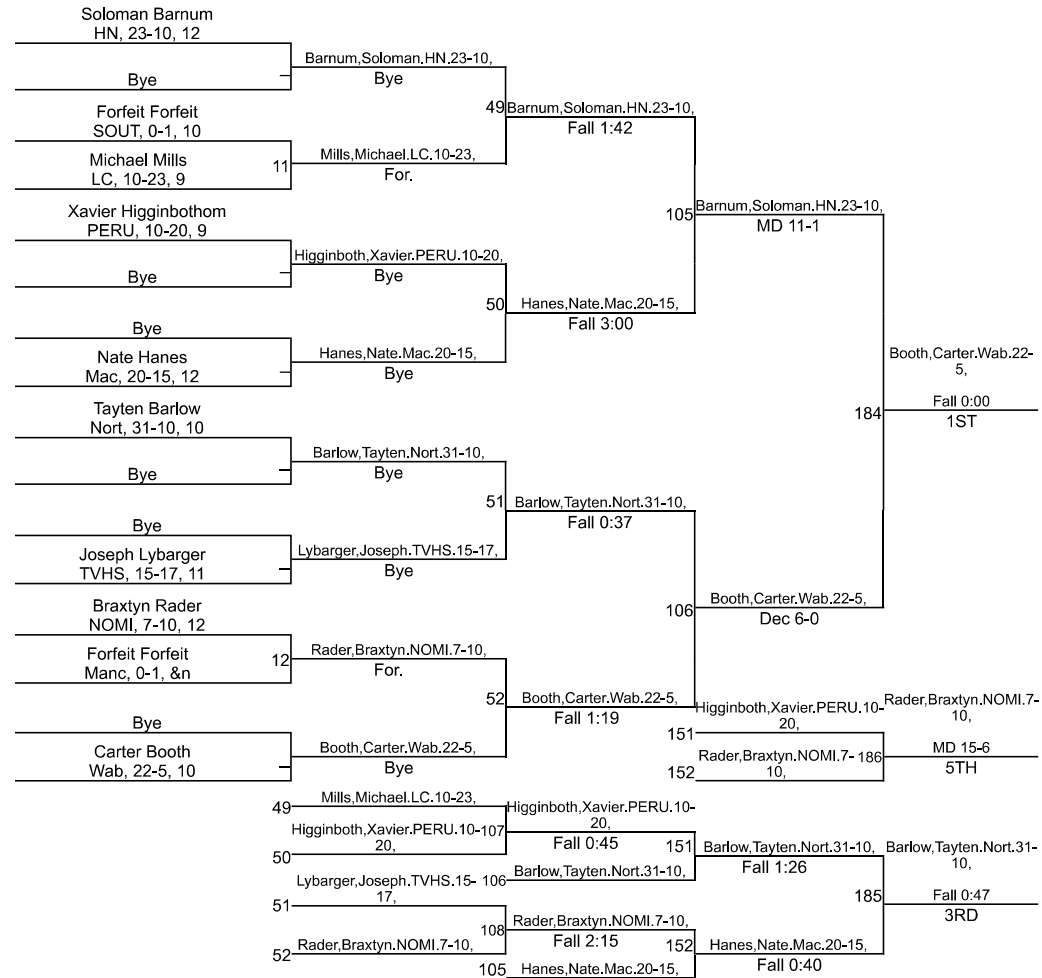 Soloman Barnum
HN, 23-10, 12
Bye
Barnum,Soloman.HN.23-10,
Bye
Forfeit Forfeit
SOUT, 0-1, 10
Michael Mills
LC, 10-23, 9
11
Mills,Michael.LC.10-23,
For.
49
Barnum,Soloman.HN.23-10,
Fall 1:42
Xavier Higginbothom
PERU, 10-20, 9
Bye
Higginboth,Xavier.PERU.10-20,
Bye
Bye
Nate Hanes
Mac, 20-15, 12
Hanes,Nate.Mac.20-15,
Bye
50
Hanes,Nate.Mac.20-15,
Fall 3:00
105
Barnum,Soloman.HN.23-10,
MD 11-1
Tayten Barlow
Nort, 31-10, 10
Bye
Barlow,Tayten.Nort.31-10,
Bye
Bye
Joseph Lybarger
TVHS, 15-17, 11
Lybarger,Joseph.TVHS.15-17,
Bye
51
Barlow,Tayten.Nort.31-10,
Fall 0:37
Braxtyn Rader
NOMI, 7-10, 12
Forfeit Forfeit
Manc, 0-1, &n
12
Rader,Braxtyn.NOMI.7-10,
For.
Bye
Carter Booth
Wab, 22-5, 10
Booth,Carter.Wab.22-5,
Bye
52
Booth,Carter.Wab.22-5,
Fall 1:19
106
Booth,Carter.Wab.22-5,
Dec 6-0
184
Booth,Carter.Wab.22-
5,
Fall 0:00
1ST
Higginboth,Xavier.PERU.10-
20,
151
Rader,Braxtyn.NOMI.7-
10,
152
186
Rader,Braxtyn.NOMI.7-
10,
MD 15-6
5TH
49
Mills,Michael.LC.10-23,
Higginboth,Xavier.PERU.10-
20,
50
107
Higginboth,Xavier.PERU.10-
20,
Fall 0:45
106
Barlow,Tayten.Nort.31-10,
151
Barlow,Tayten.Nort.31-10,
Fall 1:26
Lybarger,Joseph.TVHS.15-
17,
51
52
Rader,Braxtyn.NOMI.7-10,
108
Rader,Braxtyn.NOMI.7-10,
Fall 2:15
105
Hanes,Nate.Mac.20-15,
152
Hanes,Nate.Mac.20-15,
Fall 0:40
185
Barlow,Tayten.Nort.31-
10,
Fall 0:47
3RD